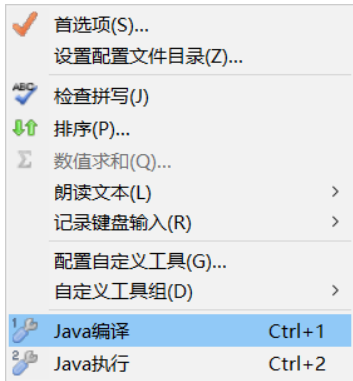 首选项(S)...
设置配置文件目录(Z)...
ABC 检查拼写(J)
排序(P)...
Σ 数值求和(Q)...
朗读文本(L)
记录键盘输入(R)
配置自定义工具(G)...
自定义工具组(D)
1 Java编译 Ctrl+1
2 Java执行 Ctrl+2